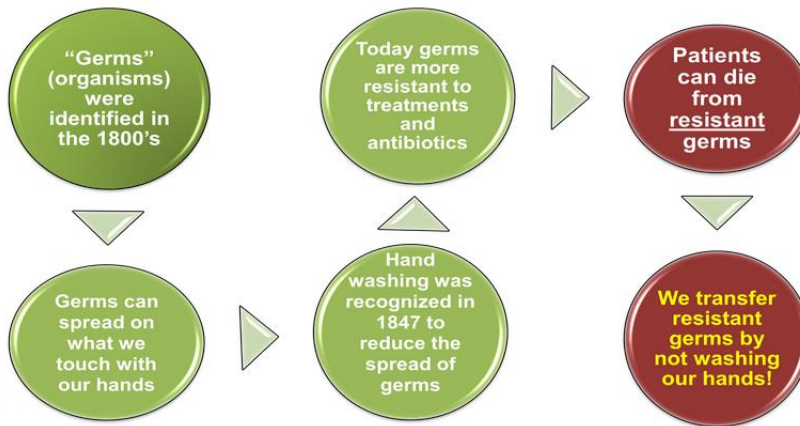 “Germs”
(organisms)
were
identified in
the 1800’s
Germs can
spread on
what we
touch with
our hands
Hand
washing was
recognized in
1847 to
reduce the
spread of
germs
Today germs
are more
resistant to
treatments
and
antibiotics
Patients
can die
from
resistant
germs
We transfer
resistant
germs by
not washing
our hands!